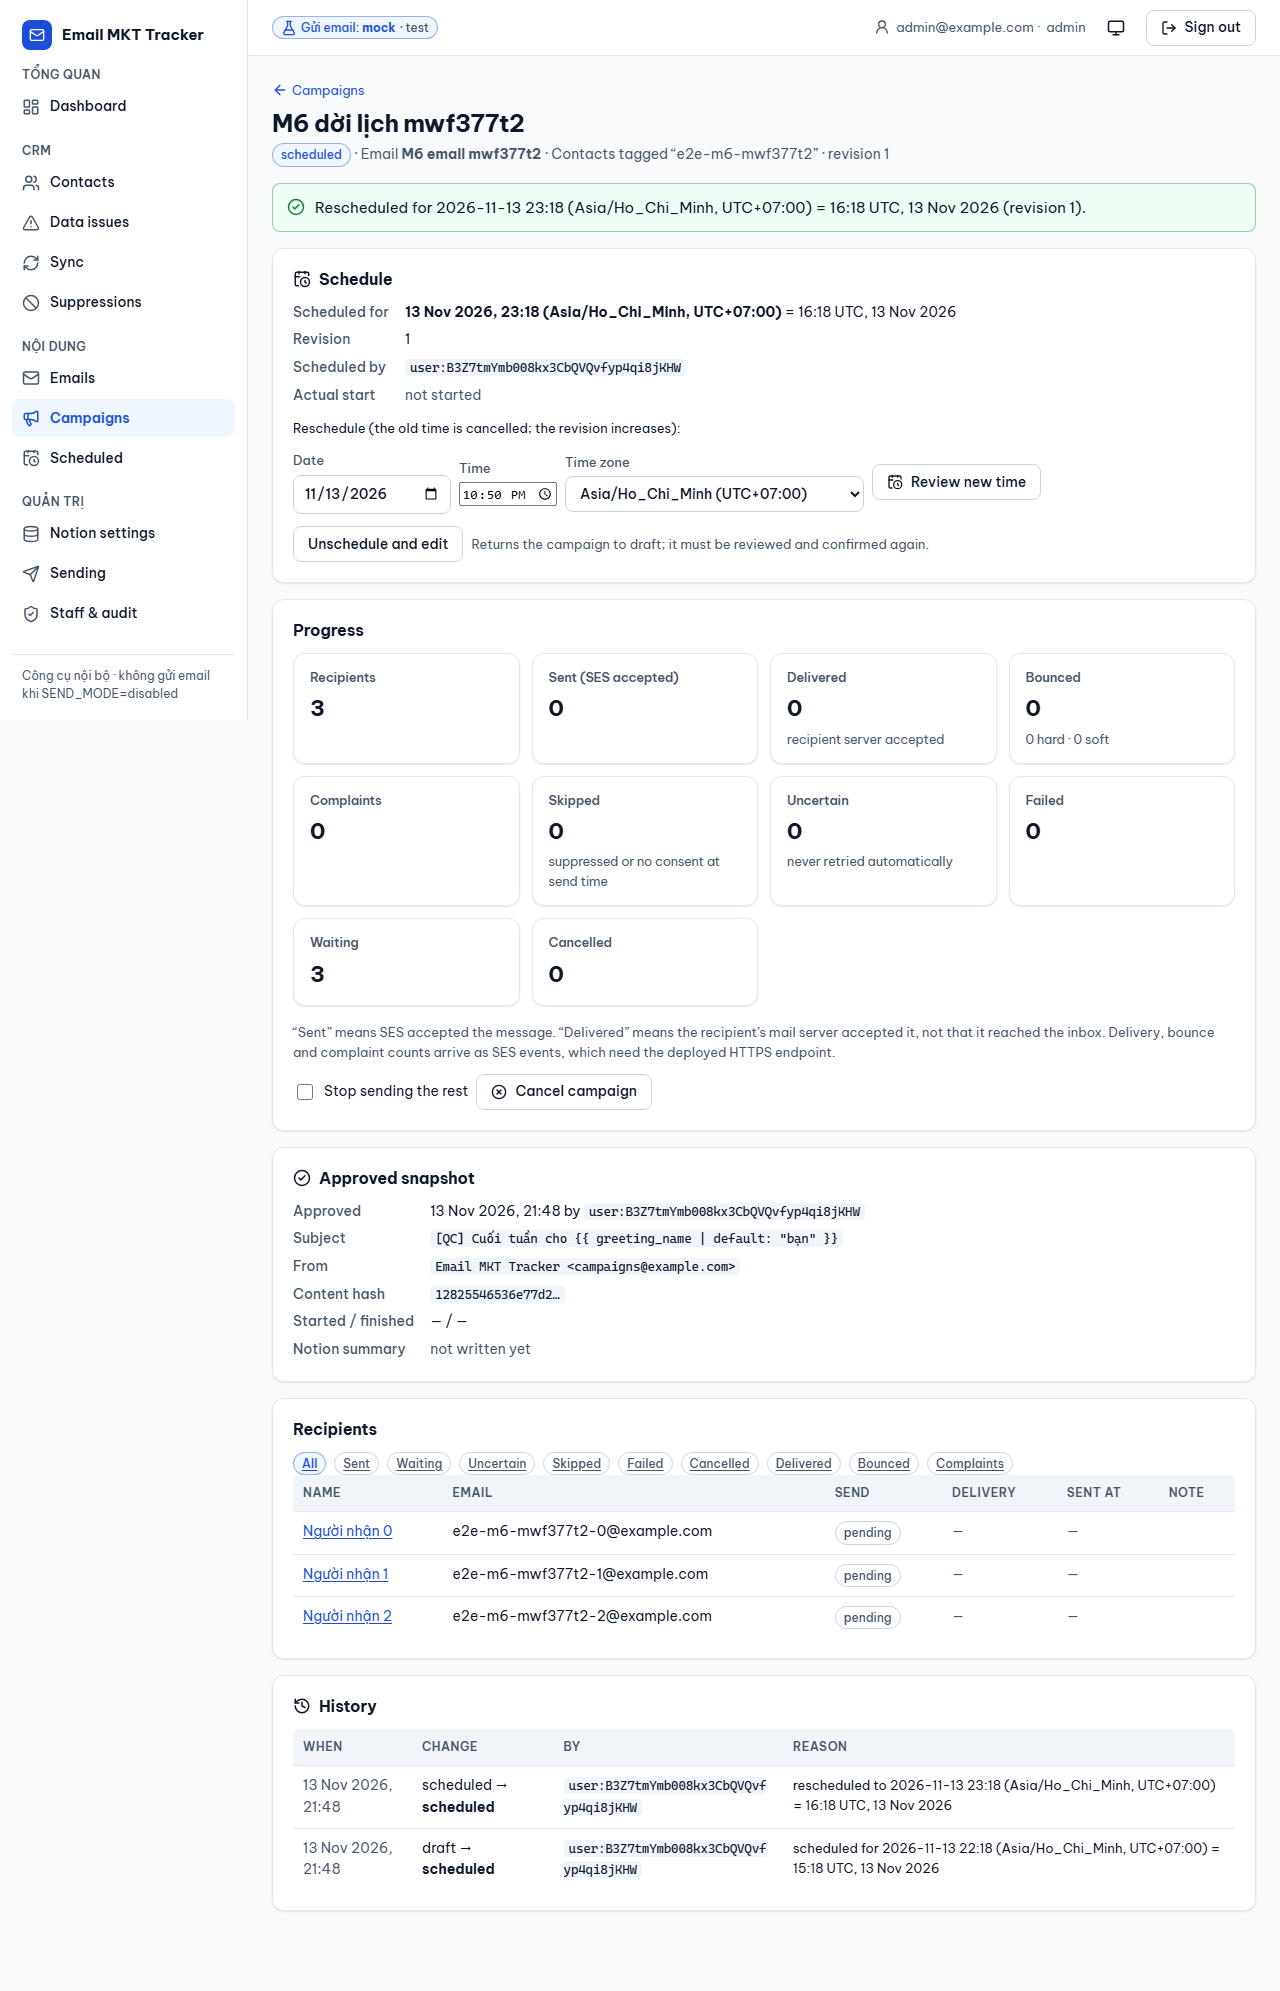 Email MKT Tracker
TỔNG QUAN
Dashboard
CRM
Contacts
Data issues
Sync
Suppressions
NỘI DUNG
Emails
Campaigns
Scheduled
QUẢN TRỊ
Notion settings
Sending
Staff & audit
Công cụ nội bộ · không gửi email
khi SEND_MODE=disabled
Gửi email: mock · test
admin@example.com · admin
Sign out
Campaigns
M6 dời lịch mwf377t2
scheduled · Email M6 email mwf377t2 · Contacts tagged “e2e-m6-mwf377t2” · revision 1
Rescheduled for 2026-11-13 23:18 (Asia/Ho_Chi_Minh, UTC+07:00) = 16:18 UTC, 13 Nov 2026 (revision 1).
Schedule
Scheduled for 13 Nov 2026, 23:18 (Asia/Ho_Chi_Minh, UTC+07:00) = 16:18 UTC, 13 Nov 2026
Revision 1
Scheduled by user:B3Z7tmYmb008kx3CbQVQvfyp4qi8jKHW
Actual start not started
Reschedule (the old time is cancelled; the revision increases):
Date Time Time zone
11/13/2026 10:50 PM Asia/Ho_Chi_Minh (UTC+07:00) Review new time
Unschedule and edit Returns the campaign to draft; it must be reviewed and confirmed again.
Progress
Recipients Sent (SES accepted) Delivered Bounced
3 0 0 0
recipient server accepted 0 hard · 0 soft
Complaints Skipped Uncertain Failed
0 0 0 0
suppressed or no consent at never retried automatically
send time
Waiting Cancelled
3 0
“Sent” means SES accepted the message. “Delivered” means the recipient’s mail server accepted it, not that it reached the inbox. Delivery, bounce
and complaint counts arrive as SES events, which need the deployed HTTPS endpoint.
Stop sending the rest Cancel campaign
Approved snapshot
Approved 13 Nov 2026, 21:48 by user:B3Z7tmYmb008kx3CbQVQvfyp4qi8jKHW
Subject [QC] Cuối tuần cho {{ greeting_name | default: "bạn" }}
From Email MKT Tracker <campaigns@example.com>
Content hash 12825546536e77d2…
Started / finished — / —
Notion summary not written yet
Recipients
All Sent Waiting Uncertain Skipped Failed Cancelled Delivered Bounced Complaints
NAME EMAIL SEND DELIVERY SENT AT NOTE
Người nhận 0 e2e-m6-mwf377t2-0@example.com pending — —
Người nhận 1 e2e-m6-mwf377t2-1@example.com pending — —
Người nhận 2 e2e-m6-mwf377t2-2@example.com pending — —
History
WHEN CHANGE BY REASON
13 Nov 2026, scheduled → user:B3Z7tmYmb008kx3CbQVQvf rescheduled to 2026-11-13 23:18 (Asia/Ho_Chi_Minh, UTC+07:00)
21:48 scheduled yp4qi8jKHW = 16:18 UTC, 13 Nov 2026
13 Nov 2026, draft → user:B3Z7tmYmb008kx3CbQVQvf scheduled for 2026-11-13 22:18 (Asia/Ho_Chi_Minh, UTC+07:00) =
21:48 scheduled yp4qi8jKHW 15:18 UTC, 13 Nov 2026